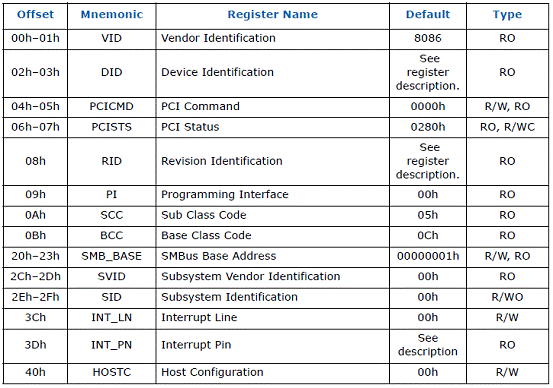 Offset Mnemonic Register Name Default Type
00h–01h VID Vendor Identification 8086 RO
02h–03h DID Device Identification See register description. RO
04h–05h PCICMD PCI Command 0000h R/W, RO
06h–07h PCISTS PCI Status 0280h RO, R/WC
08h RID Revision Identification See register description. RO
09h PI Programming Interface 00h RO
0Ah SCC Sub Class Code 05h RO
0Bh BCC Base Class Code 0Ch RO
20h–23h SMB_BASE SMBus Base Address 00000001h R/W, RO
2Ch–2Dh SVID Subsystem Vendor Identification 00h RO
2Eh–2Fh SID Subsystem Identification 00h R/WO
3Ch INT_LN Interrupt Line 00h R/W
3Dh INT_PN Interrupt Pin See description RO
40h HOSTC Host Configuration 00h R/W